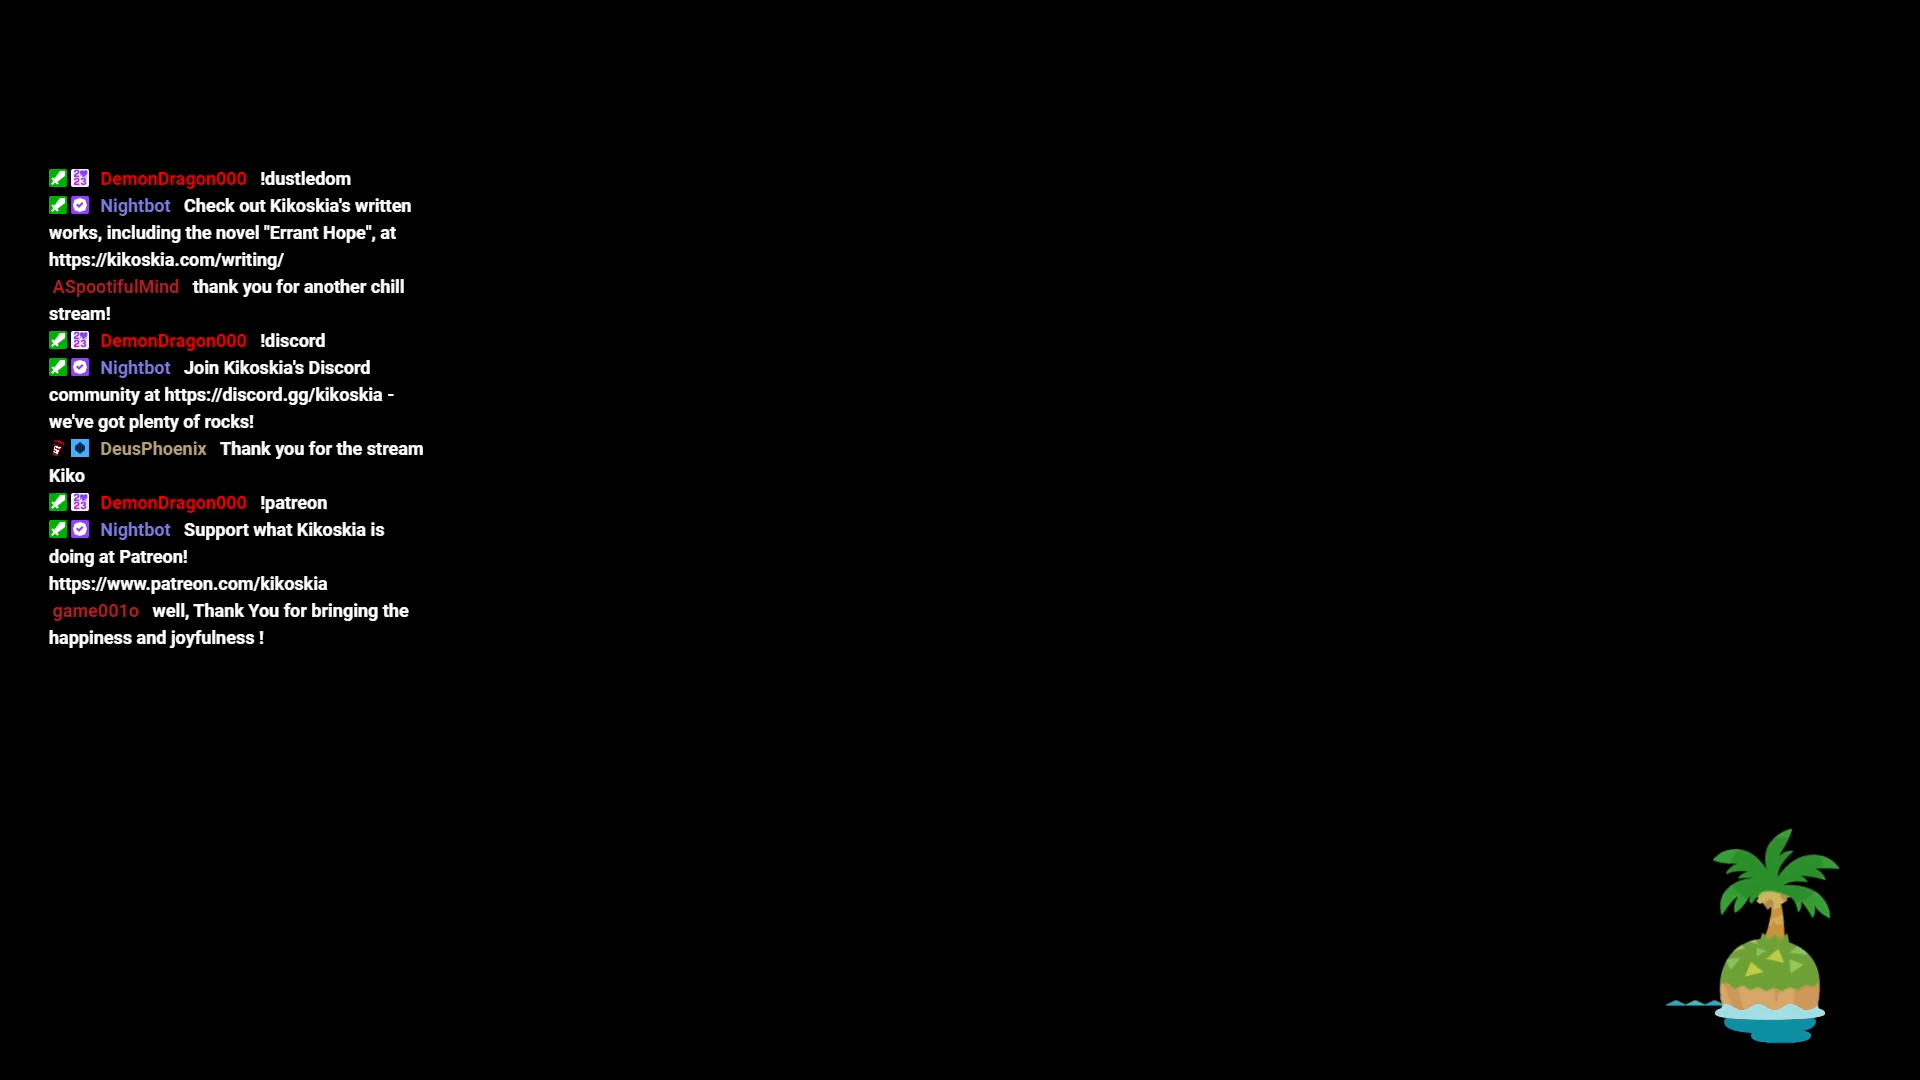 DemonDragon000 !dustledom
Nightbot Check out Kikoskia's written
works, including the novel "Errant Hope", at
https://kikoskia.com/writing/
ASpootifulMind thank you for another chill
stream!
DemonDragon000 !discord
Nightbot Join Kikoskia's Discord
community at https://discord.gg/kikoskia -
we've got plenty of rocks!
DeusPhoenix Thank you for the stream
Kiko
DemonDragon000 !patreon
Nightbot Support what Kikoskia is
doing at Patreon!
https://www.patreon.com/kikoskia
game001o well, Thank You for bringing the
happiness and joyfulness !